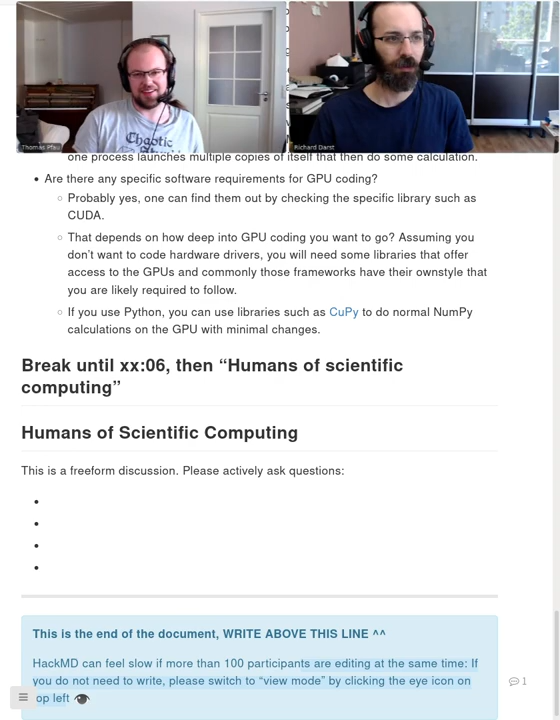 Chaotic
Thomas Pfau
Richard Darst
one process launches multiple copies of itself that then do some calculation.
• Are there any specific software requirements for GPU coding?
◦ Probably yes, one can find them out by checking the specific library such as
CUDA.
◦ That depends on how deep into GPU coding you want to go? Assuming you
don’t want to code hardware drivers, you will need some libraries that offer
access to the GPUs and commonly those frameworks have their ownstyle that
you are likely required to follow.
◦ If you use Python, you can use libraries such as CuPy to do normal NumPy
calculations on the GPU with minimal changes.
Break until xx:06, then “Humans of scientific
computing”
Humans of Scientific Computing
This is a freeform discussion. Please actively ask questions:
•
•
•
•
This is the end of the document, WRITE ABOVE THIS LINE ^^
HackMD can feel slow if more than 100 participants are editing at the same time: If
you do not need to write, please switch to “view mode” by clicking the eye icon on
top left 👁
1